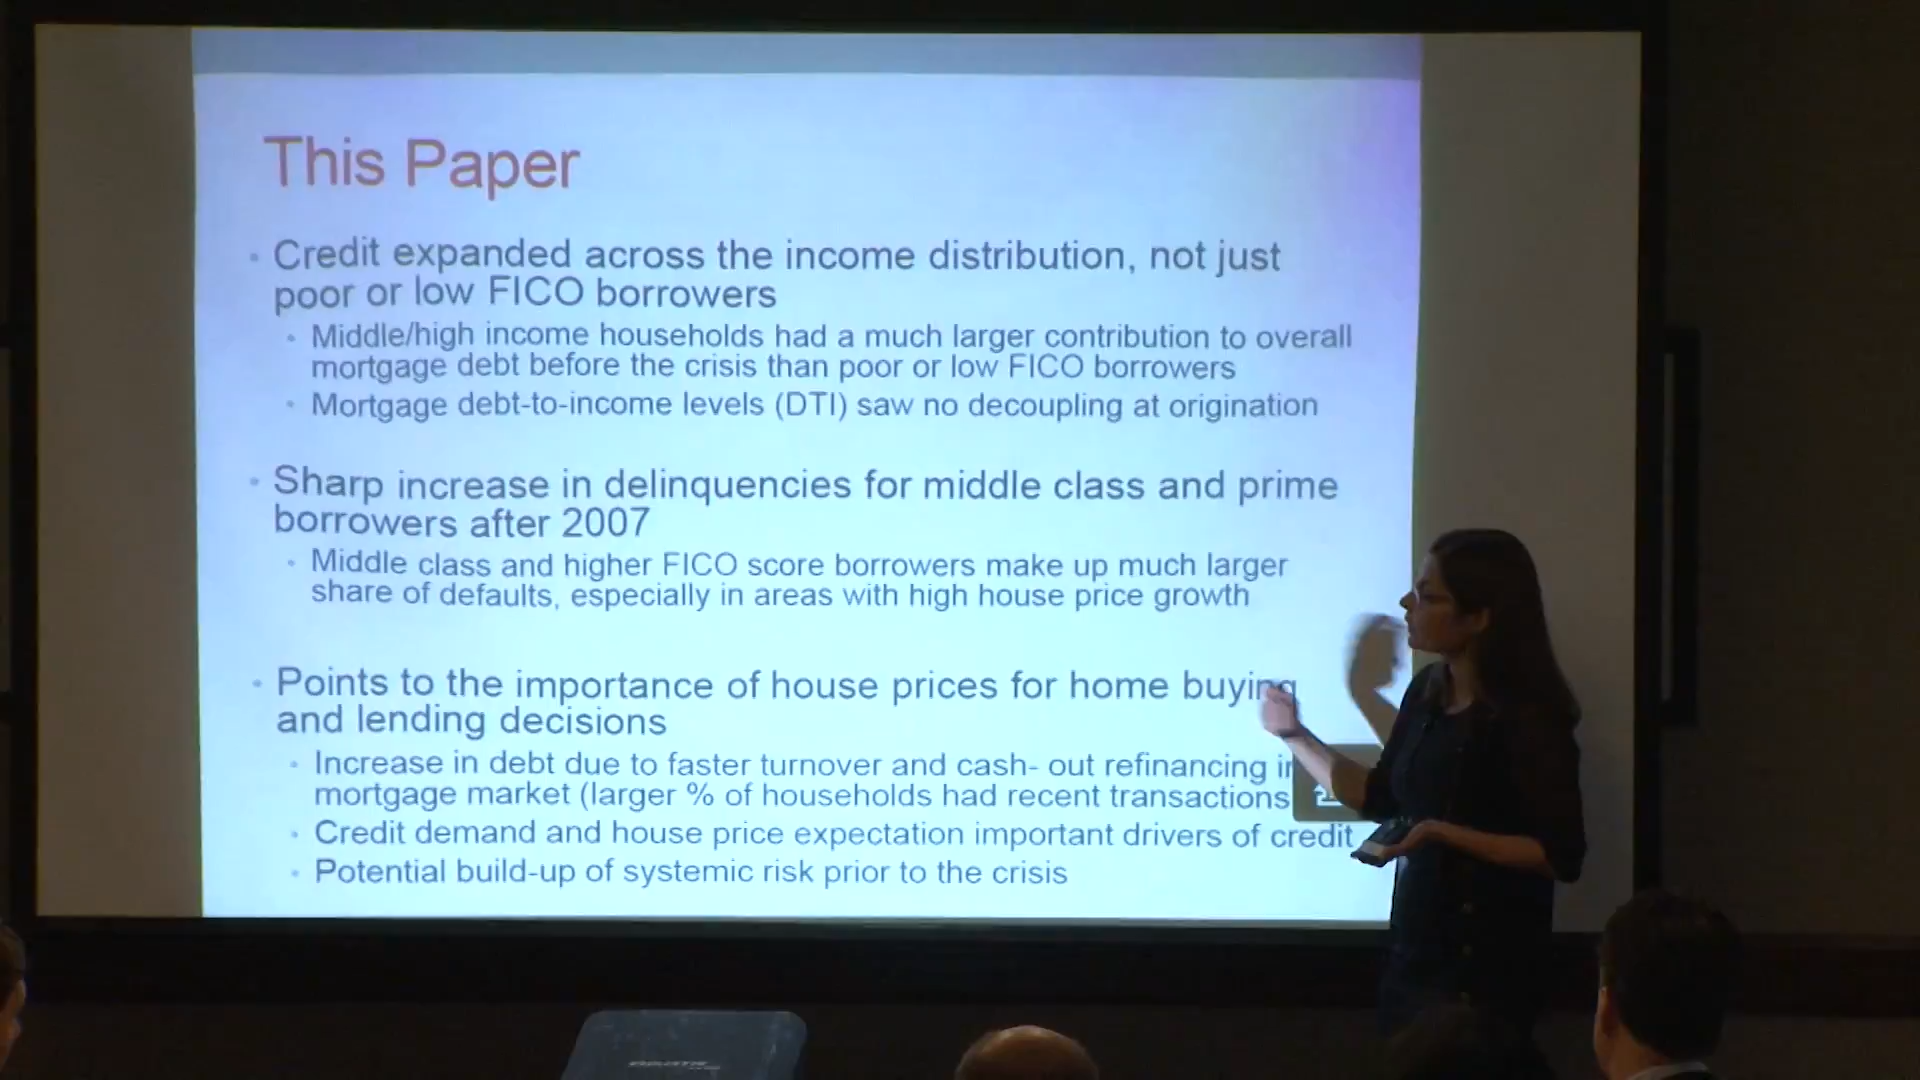 This Paper
Credit expanded across the income distribution, not just
poor or low FICO borrowers
Middle/high income households had a much larger contribution to overall
mortgage debt before the crisis than poor or low FICO borrowers
Mortgage debt-to-income levels (DTI) saw no decoupling at origination
Sharp increase in delinquencies for middle class and prime
borrowers after 2007
Middle class and higher FICO score borrowers make up much larger
share of defaults, especially in areas with high house price growth
Points to the importance of house prices for home buying
and lending decisions
Increase in debt due to faster turnover and cash- out refinancing in
mortgage market (larger % of households had recent transactions
Credit demand and house price expectation important drivers of credit
Potential build-up of systemic risk prior to the crisis